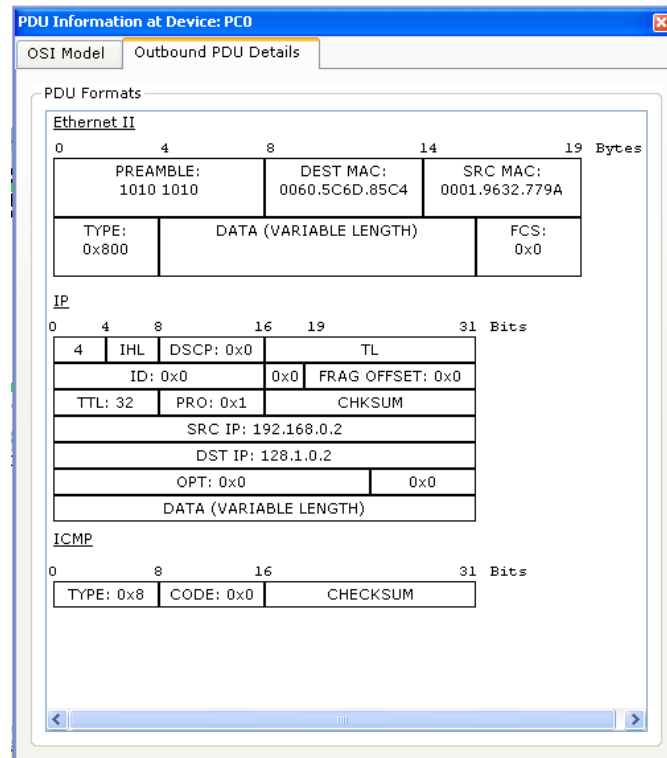 PDU Information at Device: PC0
OSI Model Outbound PDU Details
PDU Formats
Ethernet II
0 4 8 14 19 Bytes
PREAMBLE: DEST MAC: SRC MAC:
1010 1010 0060.5C6D.85C4 0001.9632.779A
TYPE: DATA (VARIABLE LENGTH) FCS:
0x800 0x0
IP
0 4 8 16 19 31 Bits
4 IHL DSCP: 0x0 TL
ID: 0x0 0x0 FRAG OFFSET: 0x0
TTL: 32 PRO: 0x1 CHKSUM
SRC IP: 192.168.0.2
DST IP: 128.1.0.2
OPT: 0x0 0x0
DATA (VARIABLE LENGTH)
ICMP
0 8 16 31 Bits
TYPE: 0x8 CODE: 0x0 CHECKSUM